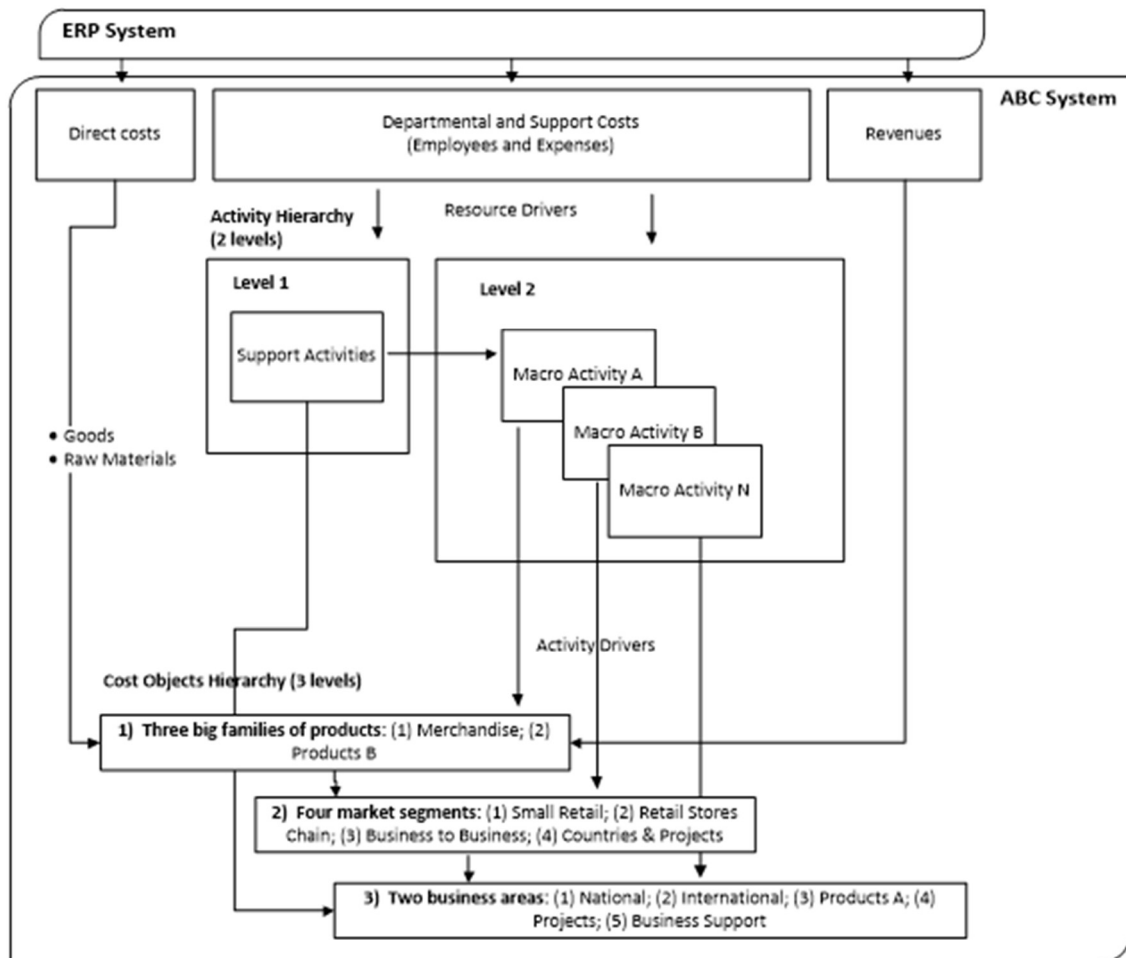 ERP System
ABC System
Direct costs
Departmental and Support Costs
(Employees and Expenses)
Revenues
Resource Drivers
Activity Hierarchy
(2 levels)
Level 1
Level 2
Support Activities
Macro Activity A
Macro Activity B
Macro Activity N
• Goods
• Raw Materials
Activity Drivers
Cost Objects Hierarchy (3 levels)
1) Three big families of products: (1) Merchandise; (2)
Products B
2) Four market segments: (1) Small Retail; (2) Retail Stores
Chain; (3) Business to Business; (4) Countries & Projects
3) Two business areas: (1) National; (2) International; (3) Products A; (4)
Projects; (5) Business Support